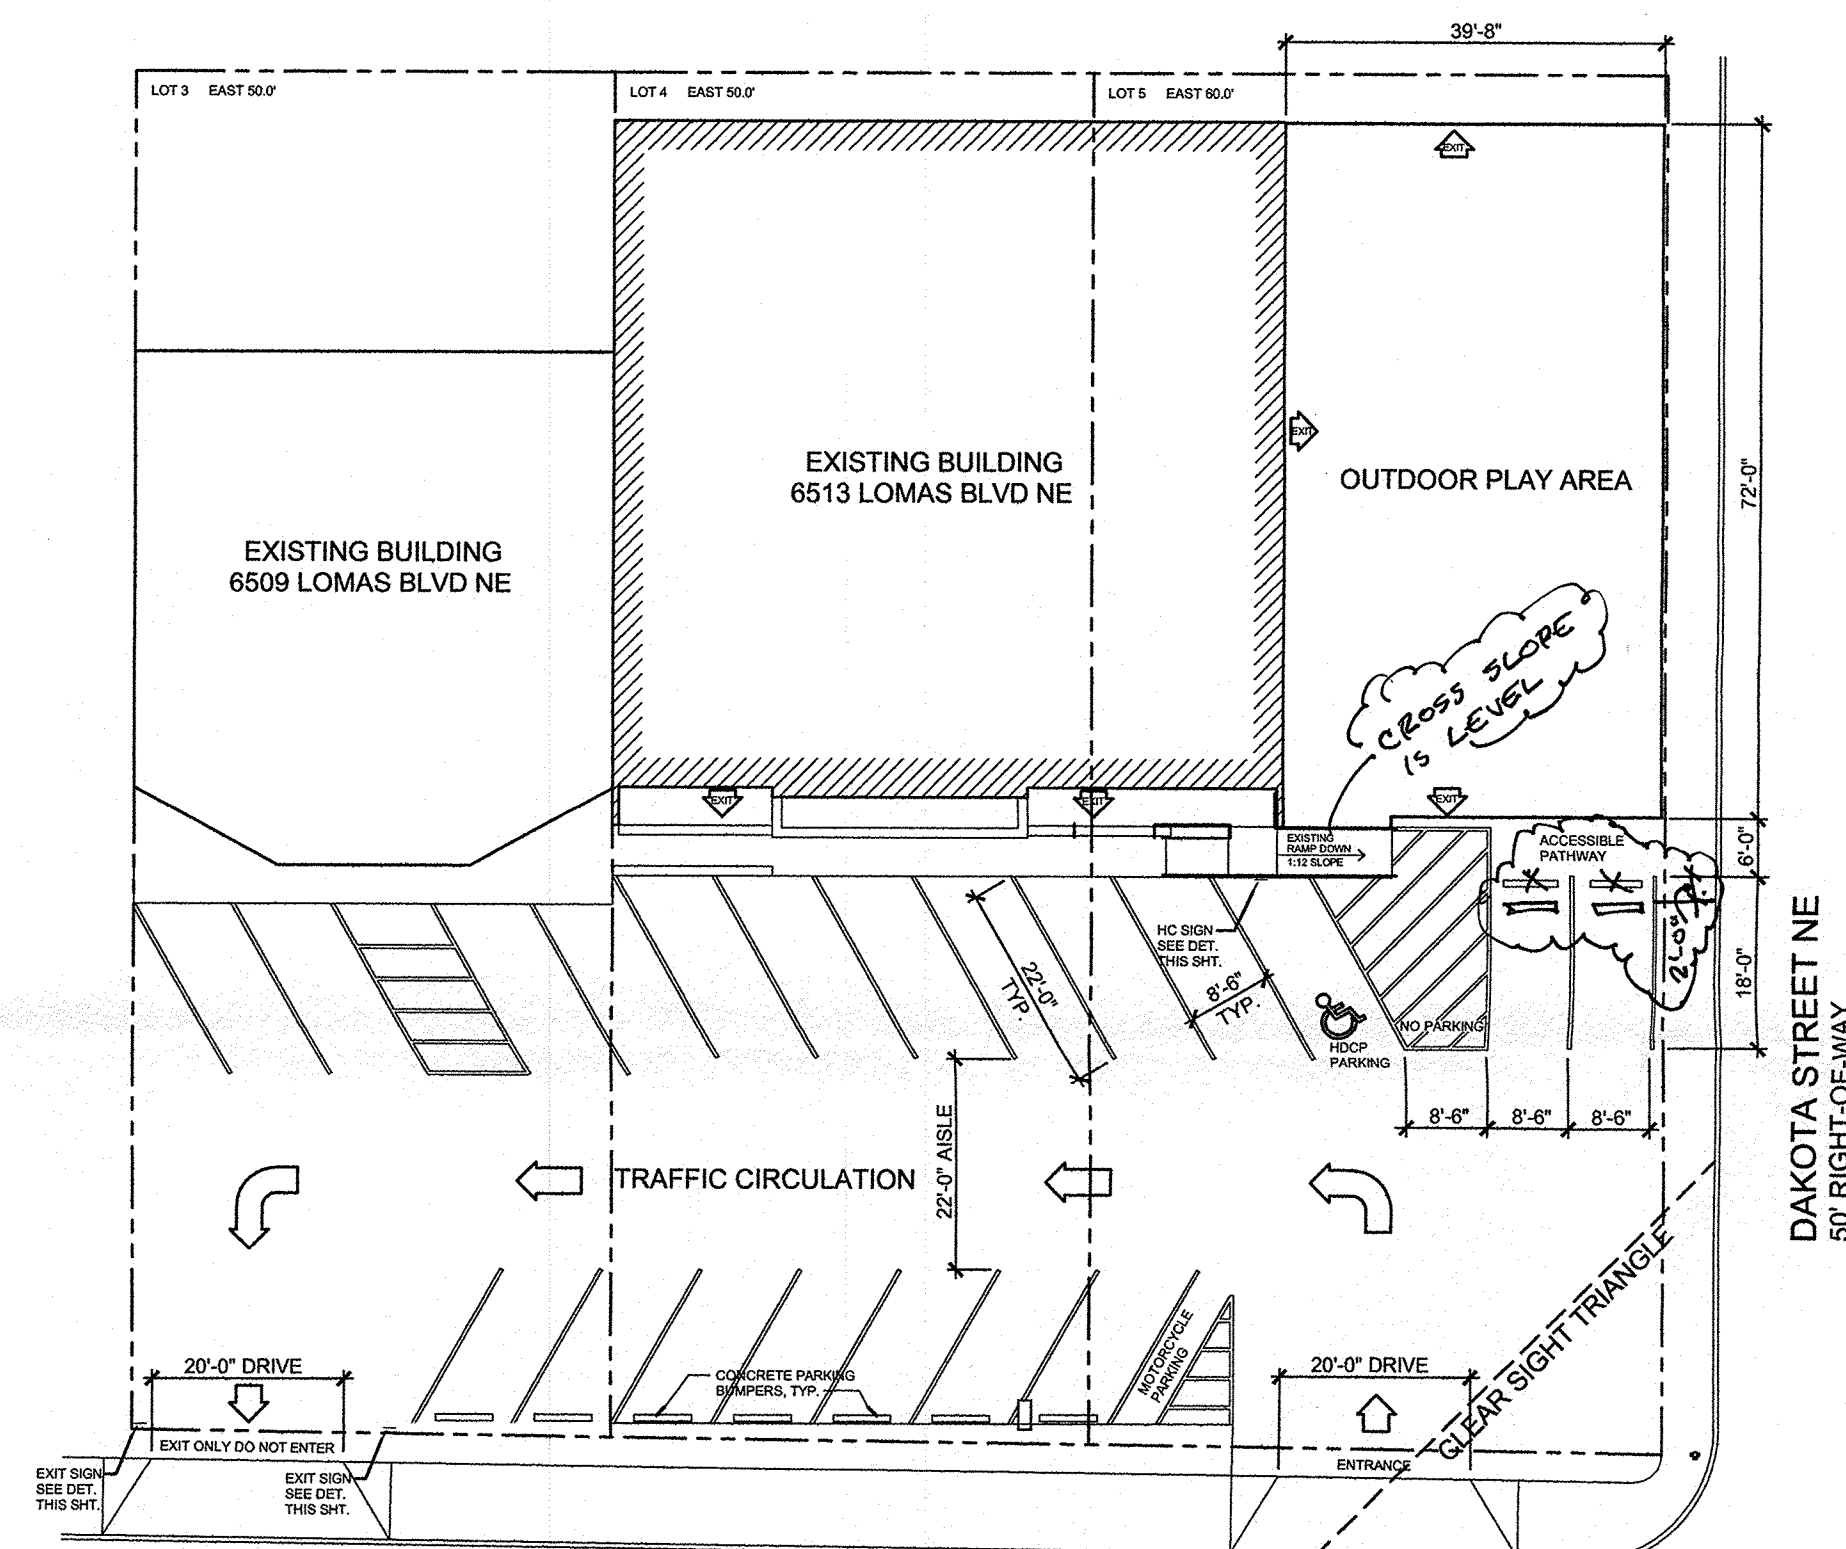 39'-8"
LOT 3 EAST 50.0'
LOT 4 EAST 50.0'
LOT 5 EAST 60.0'
EXIT
EXIT
72'-0"
EXISTING BUILDING
6513 LOMAS BLVD NE
OUTDOOR PLAY AREA
EXISTING BUILDING
6509 LOMAS BLVD NE
CROSS SLOPE
IS LEVEL
EXIT
EXIT
EXIT
EXISTING
RAMP DOWN
1:12 SLOPE
ACCESSIBLE
PATHWAY
6'-0"
HC SIGN
SEE DET.
THIS SHT.
22'-0"
TYP.
8'-6"
TYP.
2'-0"
18'-0"
NO PARKING
HDCP
PARKING
8'-6"
8'-6"
8'-6"
DAKOTA STREET NE
50' RIGHT-OF-WAY
22'-0" AISLE
TRAFFIC CIRCULATION
CLEAR SIGHT TRIANGLE
MOTORCYCLE
PARKING
20'-0" DRIVE
CONCRETE PARKING
BUMPERS, TYP.
20'-0" DRIVE
EXIT ONLY DO NOT ENTER
ENTRANCE
EXIT SIGN
SEE DET.
THIS SHT.
EXIT SIGN
SEE DET.
THIS SHT.